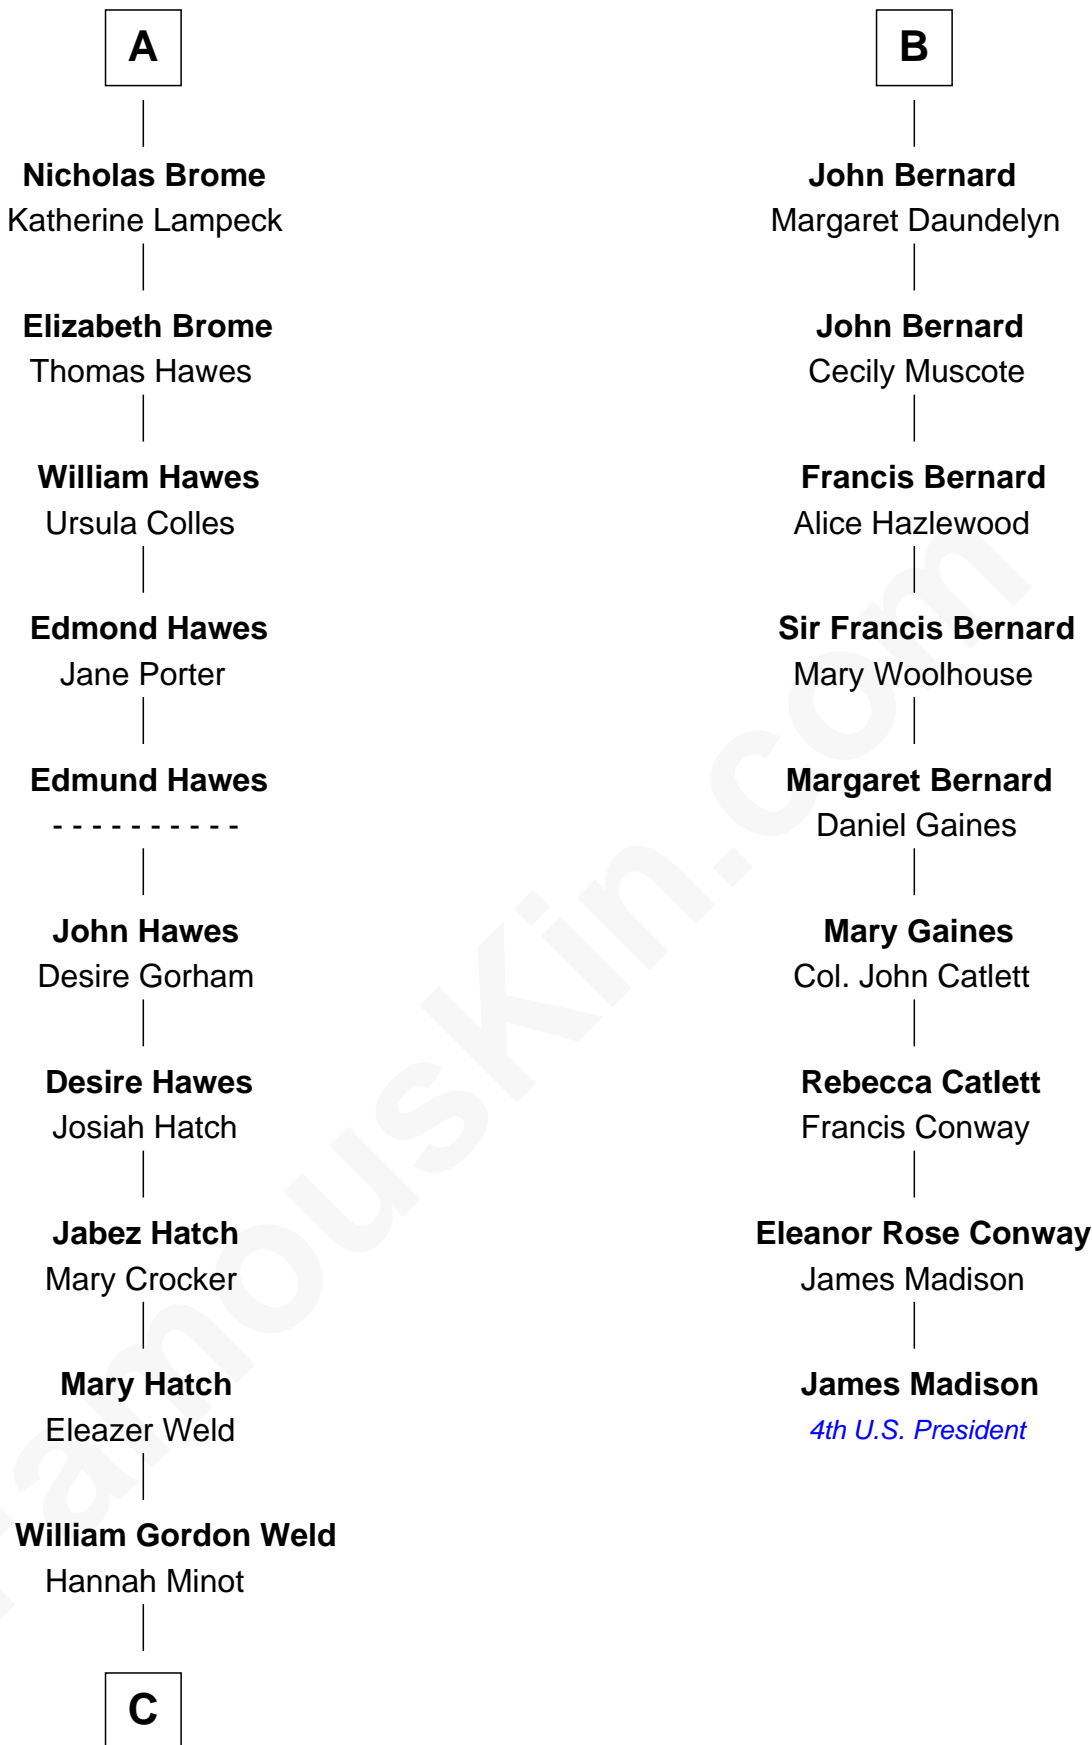 A
Nicholas Brome
Katherine Lampeck
Elizabeth Brome
Thomas Hawes
William Hawes
Ursula Colles
Edmond Hawes
Jane Porter
Edmund Hawes
- - - - - - - - - -
John Hawes
Desire Gorham
Desire Hawes
Josiah Hatch
Jabez Hatch
Mary Crocker
Mary Hatch
Eleazer Weld
William Gordon Weld
Hannah Minot
C
B
John Bernard
Margaret Daundelyn
John Bernard
Cecily Muscote
Francis Bernard
Alice Hazlewood
Sir Francis Bernard
Mary Woolhouse
Margaret Bernard
Daniel Gaines
Mary Gaines
Col. John Catlett
Rebecca Catlett
Francis Conway
Eleanor Rose Conway
James Madison
James Madison
4th U.S. President
FamousKin.com